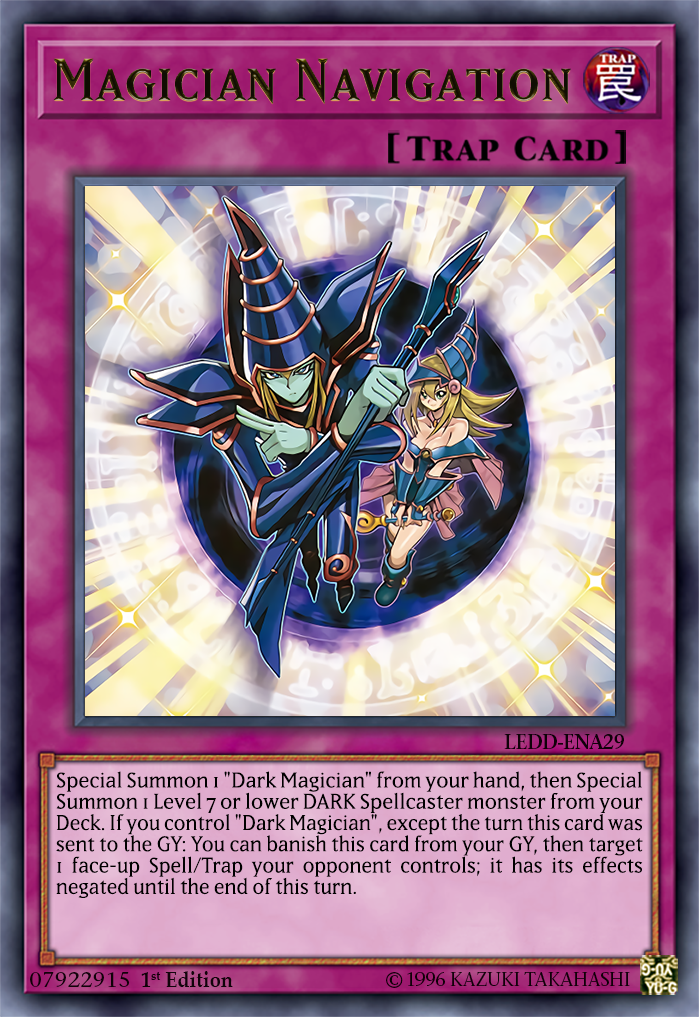 Magician Navigation
TRAP
罠
[Trap Card]
LEDD-ENA29
Special Summon 1 "Dark Magician" from your hand, then Special
Summon 1 Level 7 or lower DARK Spellcaster monster from your
Deck. If you control "Dark Magician", except the turn this card was
sent to the GY: You can banish this card from your GY, then target
1 face-up Spell/Trap your opponent controls; it has its effects
negated until the end of this turn.
07922915 1st Edition
©1996 KAZUKI TAKAHASHI